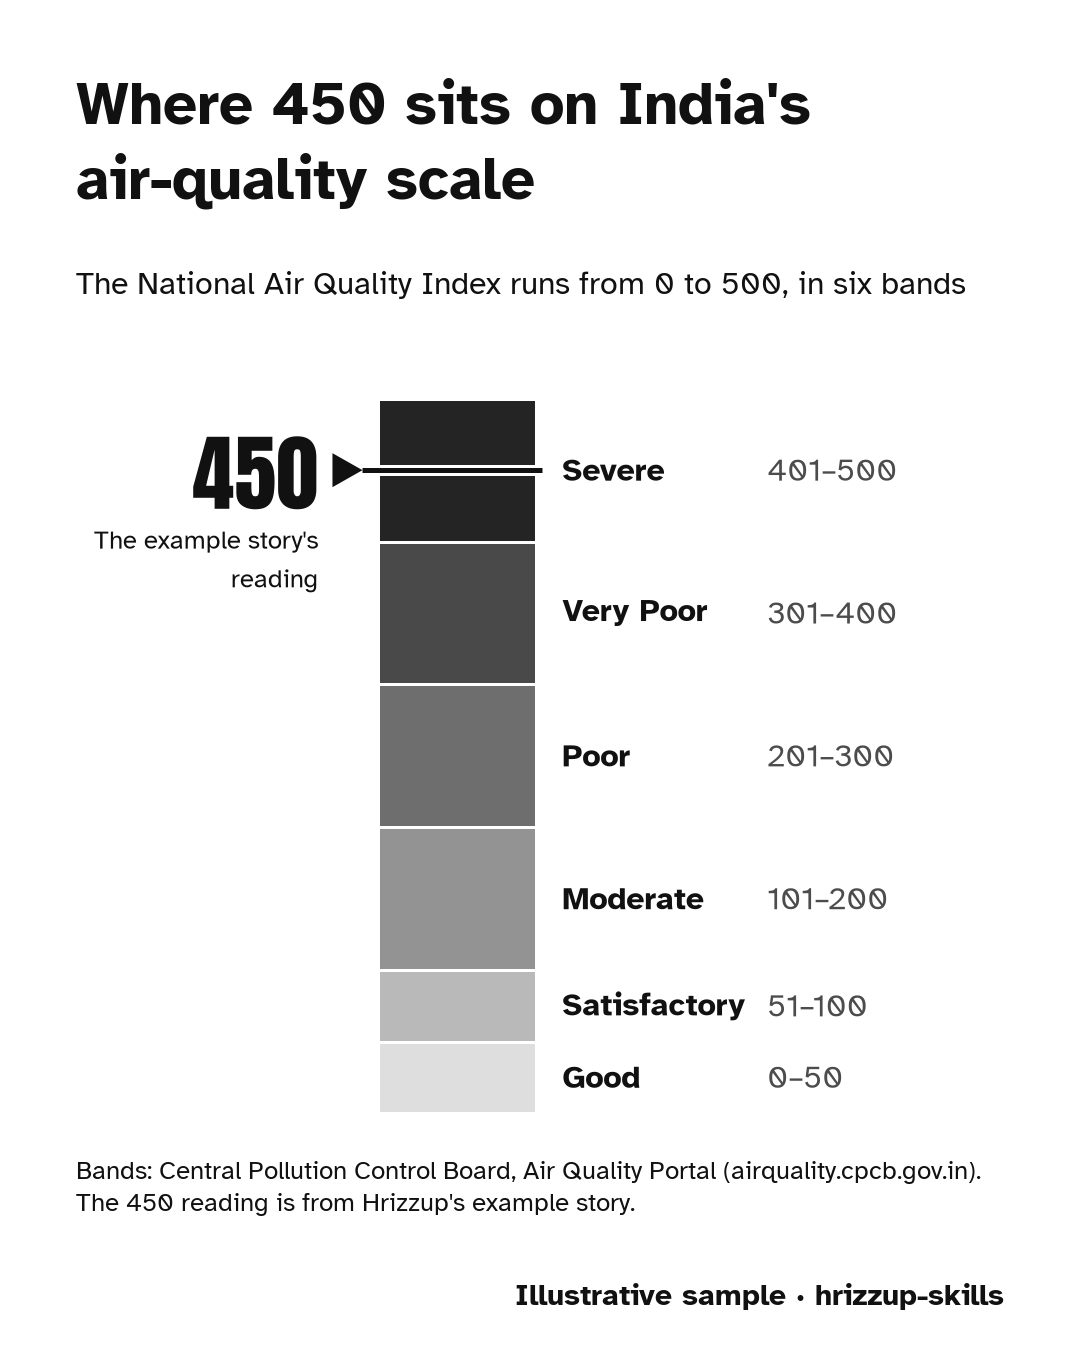 Where 450 sits on India's
air-quality scale
The National Air Quality Index runs from 0 to 500, in six bands
450
The example story's
reading
Severe 401–500
Very Poor 301–400
Poor 201–300
Moderate 101–200
Satisfactory 51–100
Good 0–50
Bands: Central Pollution Control Board, Air Quality Portal (airquality.cpcb.gov.in).
The 450 reading is from Hrizzup's example story.
Illustrative sample · hrizzup-skills